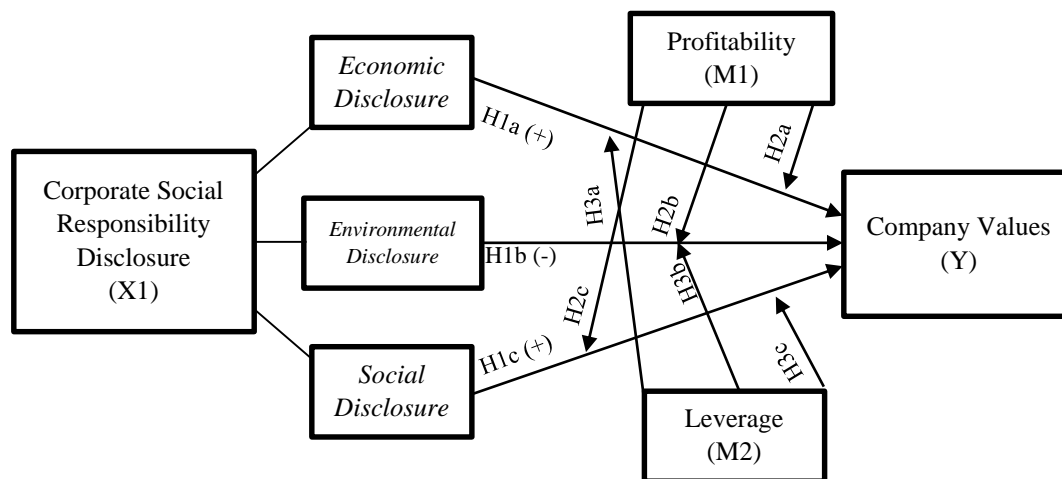 Economic
Disclosure
Profitability
(M1)
H1a (+)
H2a
Corporate Social
Responsibility
Disclosure
(X1)
H3a
H2b
Environmental
Disclosure
H1b (-)
Company Values
(Y)
H3b
H2c
H1c (+)
H3c
Social
Disclosure
Leverage
(M2)